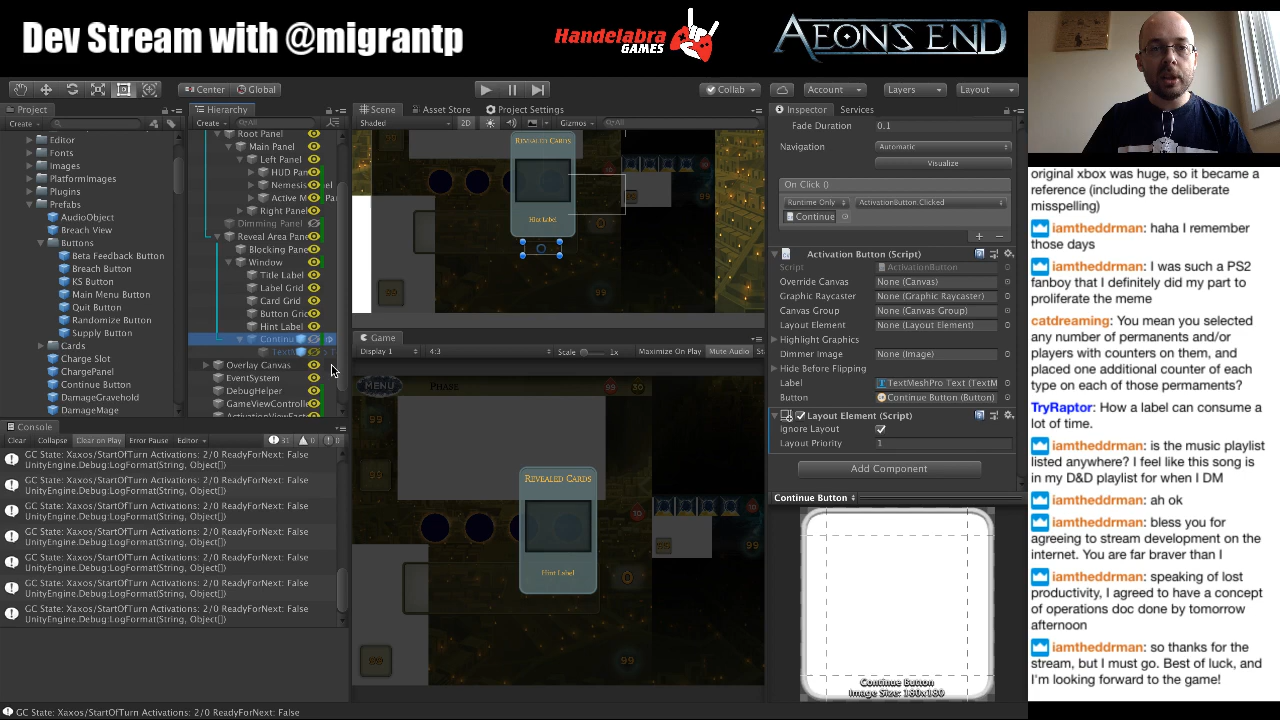 Dev Stream with @migrantp
Handelabra
GAMES
AEON'S END
Center
Global
Collab
Account
Layers
Layout
Project
Create
Editor
Fonts
Images
PlatformImages
Plugins
Prefabs
AudioObject
Breach View
Buttons
Beta Feedback Button
Breach Button
KS Button
Main Menu Button
Quit Button
Randomize Button
Supply Button
Cards
Charge Slot
ChargePanel
Continue Button
DamageGravehold
DamageMage
Hierarchy
Create
All
Root Panel
Main Panel
Left Panel
HUD Pan
Nemesis
Active M
Right Panel
Dimming Panel
Reveal Area Pane
Blocking Pane
Window
Title Label
Label Grid
Card Grid
Button Gri
Hint Label
Continu
Overlay Canvas
EventSystem
DebugHelper
GameViewControlle
Scene
Asset Store
Project Settings
Shaded
2D
Gizmos
All
REVEALED CARDS
Hint Label
99
Game
Display 1
4:3
Scale
1x
Maximize On Play
Mute Audio
MENU
PHASE
REVEALED CARDS
Hint Label
99
Inspector
Services
Fade Duration
0.1
Navigation
Automatic
Visualize
On Click ()
Runtime Only
ActivationButton.Clicked
Continue
Activation Button (Script)
Script
ActivationButton
Override Canvas
None (Canvas)
Graphic Raycaster
None (Graphic Raycaster)
Canvas Group
None (Canvas Group)
Layout Element
None (Layout Element)
Highlight Graphics
Dimmer Image
None (Image)
Hide Before Flipping
Label
TextMeshPro Text (TextM
Button
Continue Button (Button)
Layout Element (Script)
Ignore Layout
Layout Priority
1
Add Component
Continue Button
Continue Button
Image Size: 180x180
Console
Clear
Collapse
Clear on Play
Error Pause
Editor
31
0
0
GC State: Xaxos/StartOfTurn Activations: 2/0 ReadyForNext: False
UnityEngine.Debug:LogFormat(String, Object[])
GC State: Xaxos/StartOfTurn Activations: 2/0 ReadyForNext: False
UnityEngine.Debug:LogFormat(String, Object[])
GC State: Xaxos/StartOfTurn Activations: 2/0 ReadyForNext: False
UnityEngine.Debug:LogFormat(String, Object[])
GC State: Xaxos/StartOfTurn Activations: 2/0 ReadyForNext: False
UnityEngine.Debug:LogFormat(String, Object[])
GC State: Xaxos/StartOfTurn Activations: 2/0 ReadyForNext: False
UnityEngine.Debug:LogFormat(String, Object[])
GC State: Xaxos/StartOfTurn Activations: 2/0 ReadyForNext: False
UnityEngine.Debug:LogFormat(String, Object[])
GC State: Xaxos/StartOfTurn Activations: 2/0 ReadyForNext: False
UnityEngine.Debug:LogFormat(String, Object[])
GC State: Xaxos/StartOfTurn Activations: 2/0 ReadyForNext: False
original xbox was huge, so it became a
reference (including the deliberate
misspelling)
iamtheddrman: haha I remember
those days
iamtheddrman: I was such a PS2
fanboy that I definitely did my part to
proliferate the meme
catdreaming: You mean you selected
any number of permanents and/or
players with counters on them, and
placed one additional counter of each
type on each of those permaments?
TryRaptor: How a label can consume a
lot of time.
iamtheddrman: is the music playlist
listed anywhere? I feel like this song is
in my D&D playlist for when I DM
iamtheddrman: ah ok
iamtheddrman: bless you for
agreeing to stream development on the
internet. You are far braver than I
iamtheddrman: speaking of lost
productivity, I agreed to have a concept
of operations doc done by tomorrow
afternoon
iamtheddrman: so thanks for the
stream, but I must go. Best of luck, and
I'm looking forward to the game!